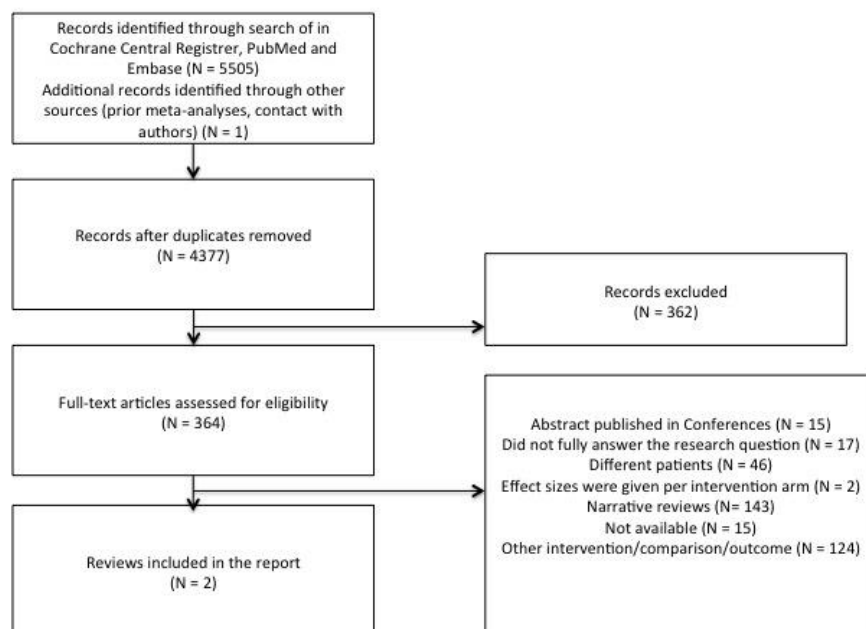 Records identified through search of in
Cochrane Central Registrer, PubMed and
Embase (N = 5505)
Additional records identified through other
sources (prior meta-analyses, contact with
authors) (N = 1)
Records after duplicates removed
(N = 4377)
Records excluded
(N = 362)
Full-text articles assessed for eligibility
(N = 364)
Abstract published in Conferences (N = 15)
Did not fully answer the research question (N = 17)
Different patients (N = 46)
Effect sizes were given per intervention arm (N = 2)
Narrative reviews (N= 143)
Not available (N = 15)
Other intervention/comparison/outcome (N = 124)
Reviews included in the report
(N = 2)